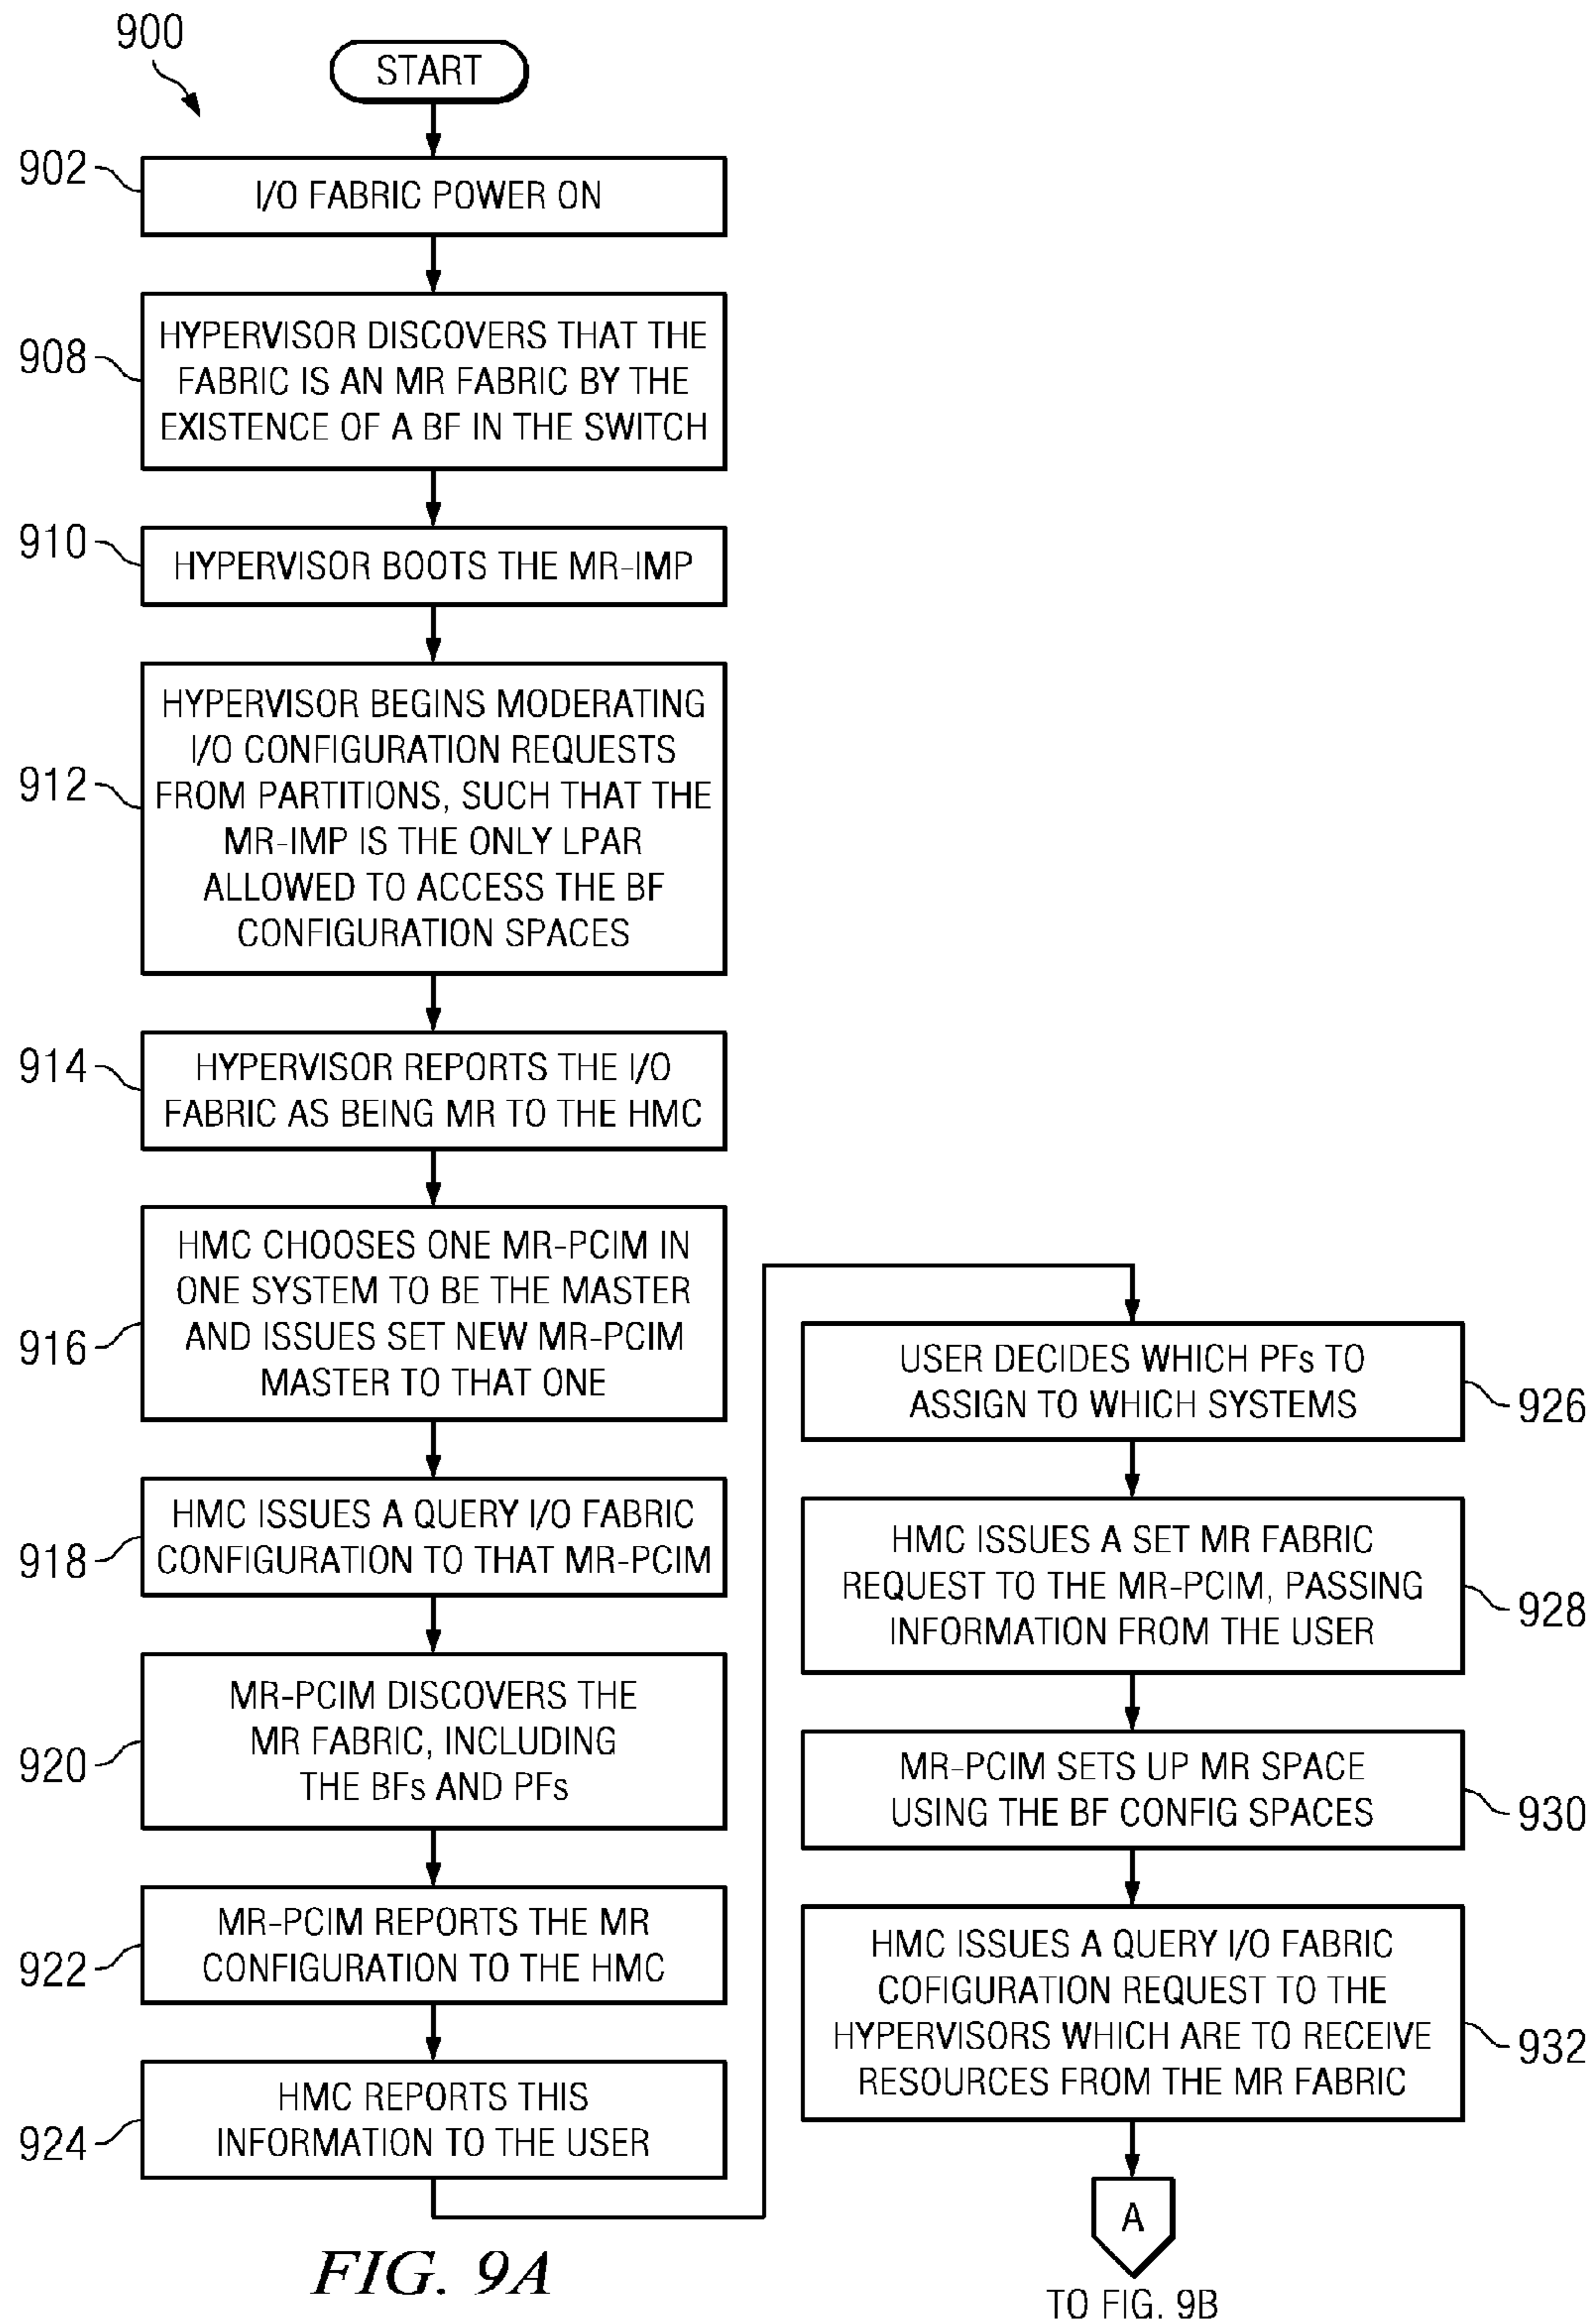 900
START
902
I/O FABRIC POWER ON
908
HYPERVISOR DISCOVERS THAT THE
FABRIC IS AN MR FABRIC BY THE
EXISTENCE OF A BF IN THE SWITCH
910
HYPERVISOR BOOTS THE MR-IMP
912
HYPERVISOR BEGINS MODERATING
I/O CONFIGURATION REQUESTS
FROM PARTITIONS, SUCH THAT THE
MR-IMP IS THE ONLY LPAR
ALLOWED TO ACCESS THE BF
CONFIGURATION SPACES
914
HYPERVISOR REPORTS THE I/O
FABRIC AS BEING MR TO THE HMC
916
HMC CHOOSES ONE MR-PCIM IN
ONE SYSTEM TO BE THE MASTER
AND ISSUES SET NEW MR-PCIM
MASTER TO THAT ONE
918
HMC ISSUES A QUERY I/O FABRIC
CONFIGURATION TO THAT MR-PCIM
920
MR-PCIM DISCOVERS THE
MR FABRIC, INCLUDING
THE BFs AND PFs
922
MR-PCIM REPORTS THE MR
CONFIGURATION TO THE HMC
924
HMC REPORTS THIS
INFORMATION TO THE USER
USER DECIDES WHICH PFs TO
ASSIGN TO WHICH SYSTEMS
926
HMC ISSUES A SET MR FABRIC
REQUEST TO THE MR-PCIM, PASSING
INFORMATION FROM THE USER
928
MR-PCIM SETS UP MR SPACE
USING THE BF CONFIG SPACES
930
HMC ISSUES A QUERY I/O FABRIC
COFIGURATION REQUEST TO THE
HYPERVISORS WHICH ARE TO RECEIVE
RESOURCES FROM THE MR FABRIC
932
A
TO FIG. 9B
FIG. 9A